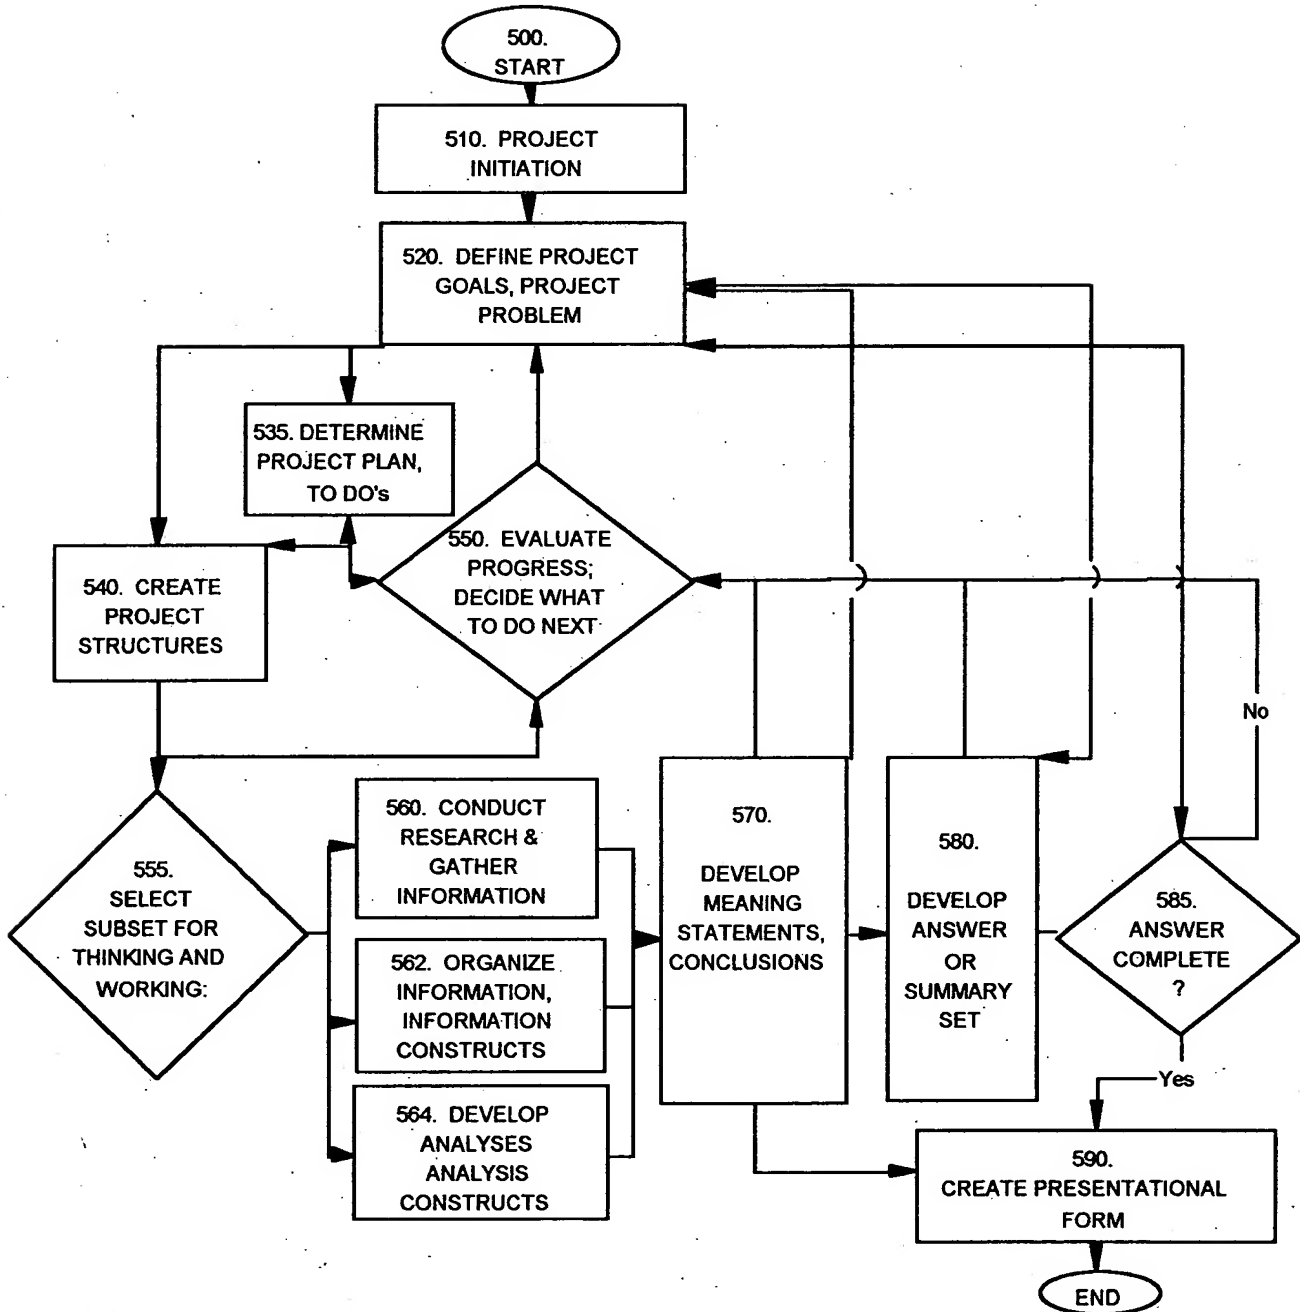 500.
START
510. PROJECT
INITIATION
520. DEFINE PROJECT
GOALS, PROJECT
PROBLEM
535. DETERMINE
PROJECT PLAN,
TO DO's
550. EVALUATE
PROGRESS;
DECIDE WHAT
TO DO NEXT
540. CREATE
PROJECT
STRUCTURES
No
555.
SELECT
SUBSET FOR
THINKING AND
WORKING:
560. CONDUCT
RESEARCH &
GATHER
INFORMATION
562. ORGANIZE
INFORMATION,
INFORMATION
CONSTRUCTS
564. DEVELOP
ANALYSES
ANALYSIS
CONSTRUCTS
570.
DEVELOP
MEANING
STATEMENTS,
CONCLUSIONS
580.
DEVELOP
ANSWER
OR
SUMMARY
SET
585.
ANSWER
COMPLETE
?
Yes
590.
CREATE PRESENTATIONAL
FORM
END